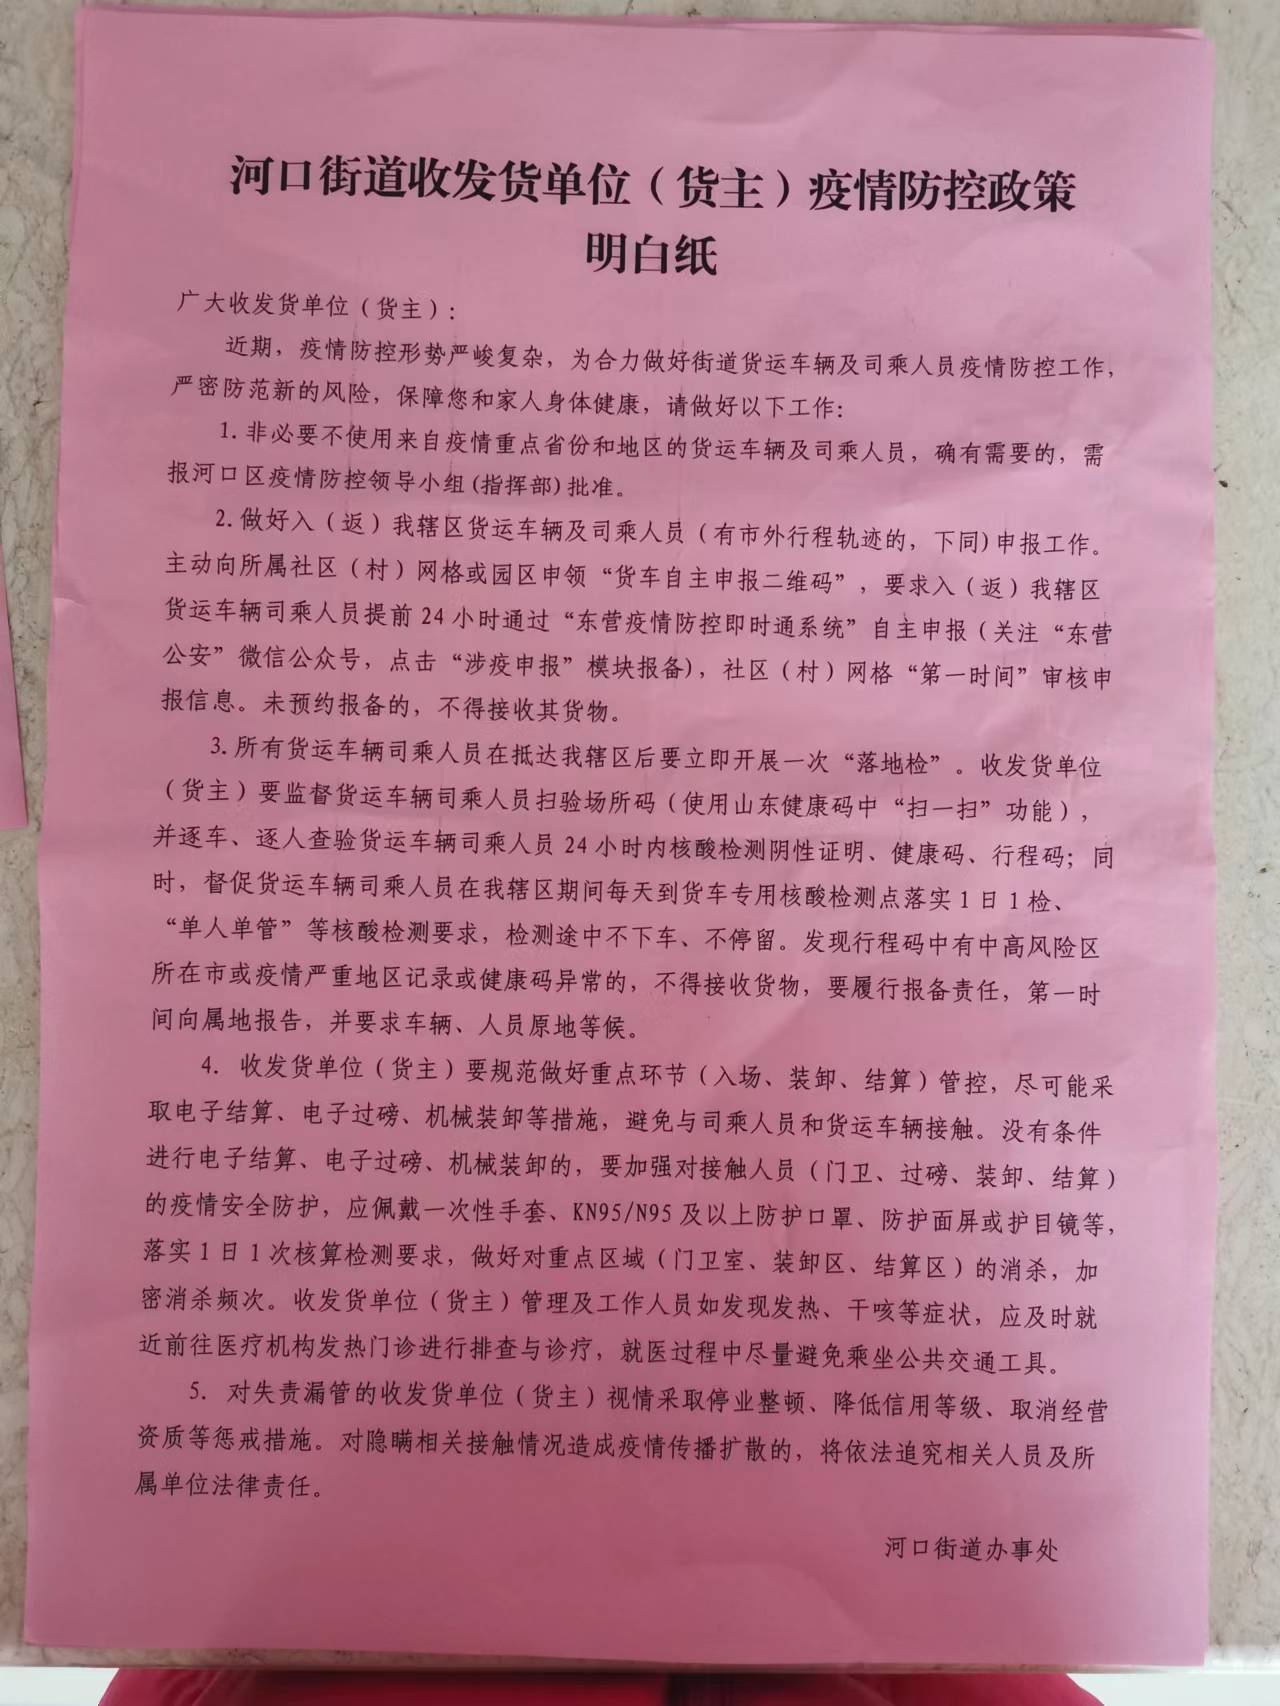 河口街道收发货单位（货主）疫情防控政策
明白纸
广大收发货单位（货主）:
近期，疫情防控形势严峻复杂，为合力做好街道货运车辆及司乘人员疫情防控工作，
严密防范新的风险，保障您和家人身体健康，请做好以下工作:
1. 非必要不使用来自疫情重点省份和地区的货运车辆及司乘人员，确有需要的，需
报河口区疫情防控领导小组(指挥部)批准。
2. 做好入（返）我辖区货运车辆及司乘人员（有市外行程轨迹的，下同)申报工作。
主动向所属社区（村）网格或园区申领“货车自主申报二维码”，要求入（返）我辖区
货运车辆司乘人员提前24小时通过“东营疫情防控即时通系统”自主申报（关注“东营
公安”微信公众号，点击“涉疫申报”模块报备)，社区（村）网格“第一时间”审核申
报信息。未预约报备的，不得接收其货物。
3. 所有货运车辆司乘人员在抵达我辖区后要立即开展一次“落地检”。收发货单位
（货主）要监督货运车辆司乘人员扫验场所码（使用山东健康码中“扫一扫”功能），
并逐车、逐人查验货运车辆司乘人员24小时内核酸检测阴性证明、健康码、行程码；同
时，督促货运车辆司乘人员在我辖区期间每天到货车专用核酸检测点落实1日1检、
“单人单管”等核酸检测要求，检测途中不下车、不停留。发现行程码中有中高风险区
所在市或疫情严重地区记录或健康码异常的，不得接收货物，要履行报备责任，第一时
间向属地报告，并要求车辆、人员原地等候。
4. 收发货单位（货主）要规范做好重点环节（入场、装卸、结算）管控，尽可能采
取电子结算、电子过磅、机械装卸等措施，避免与司乘人员和货运车辆接触。没有条件
进行电子结算、电子过磅、机械装卸的，要加强对接触人员（门卫、过磅、装卸、结算）
的疫情安全防护，应佩戴一次性手套、KN95/N95及以上防护口罩、防护面屏或护目镜等，
落实1日1次核算检测要求，做好对重点区域（门卫室、装卸区、结算区）的消杀，加
密消杀频次。收发货单位（货主）管理及工作人员如发现发热、干咳等症状，应及时就
近前往医疗机构发热门诊进行排查与诊疗，就医过程中尽量避免乘坐公共交通工具。
5. 对失责漏管的收发货单位（货主）视情采取停业整顿、降低信用等级、取消经营
资质等惩戒措施。对隐瞒相关接触情况造成疫情传播扩散的，将依法追究相关人员及所
属单位法律责任。
河口街道办事处